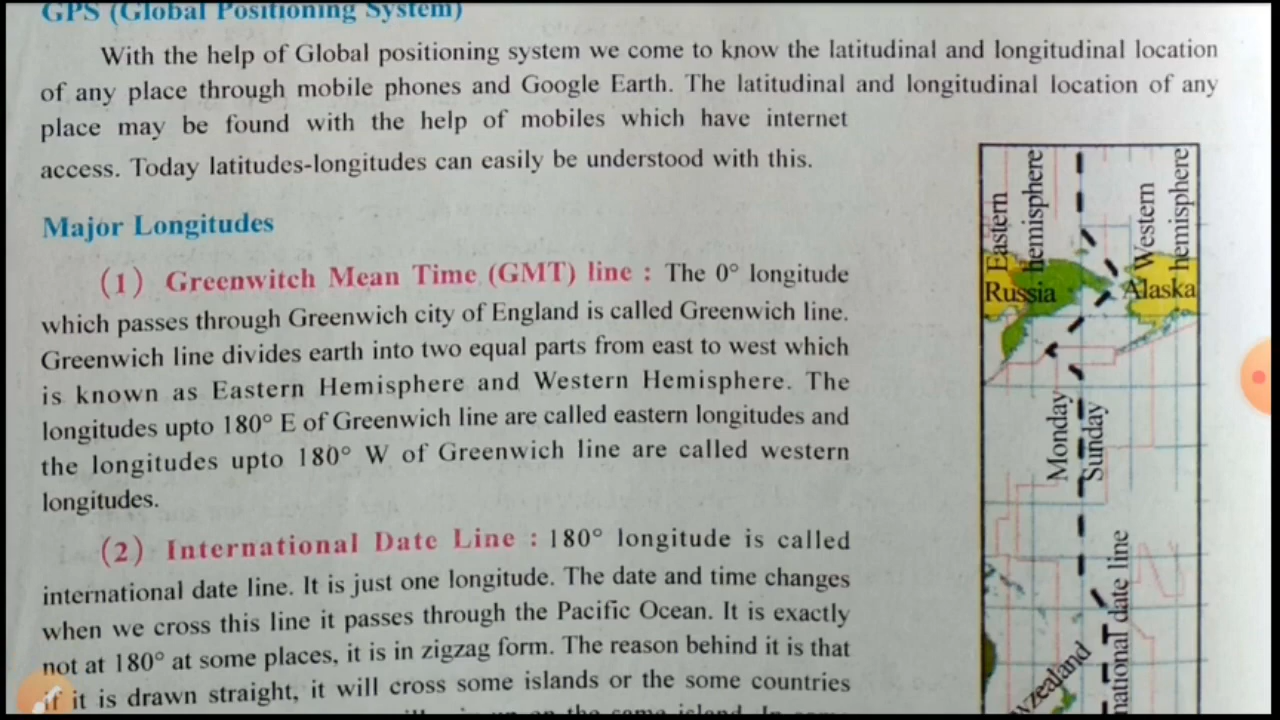 GPS (Global Positioning System)
With the help of Global positioning system we come to know the latitudinal and longitudinal location
of any place through mobile phones and Google Earth. The latitudinal and longitudinal location of any
place may be found with the help of mobiles which have internet
access. Today latitudes-longitudes can easily be understood with this.
Major Longitudes
(1) Greenwitch Mean Time (GMT) line : The 0° longitude
which passes through Greenwich city of England is called Greenwich line.
Greenwich line divides earth into two equal parts from east to west which
is known as Eastern Hemisphere and Western Hemisphere. The
longitudes upto 180° E of Greenwich line are called eastern longitudes and
the longitudes upto 180° W of Greenwich line are called western
longitudes.
(2) International Date Line : 180° longitude is called
international date line. It is just one longitude. The date and time changes
when we cross this line it passes through the Pacific Ocean. It is exactly
not at 180° at some places, it is in zigzag form. The reason behind it is that
if it is drawn straight, it will cross some islands or the some countries
Eastern
hemisphere
Western
hemisphere
Russia
Alaska
Monday
Sunday
national date line
wzealand